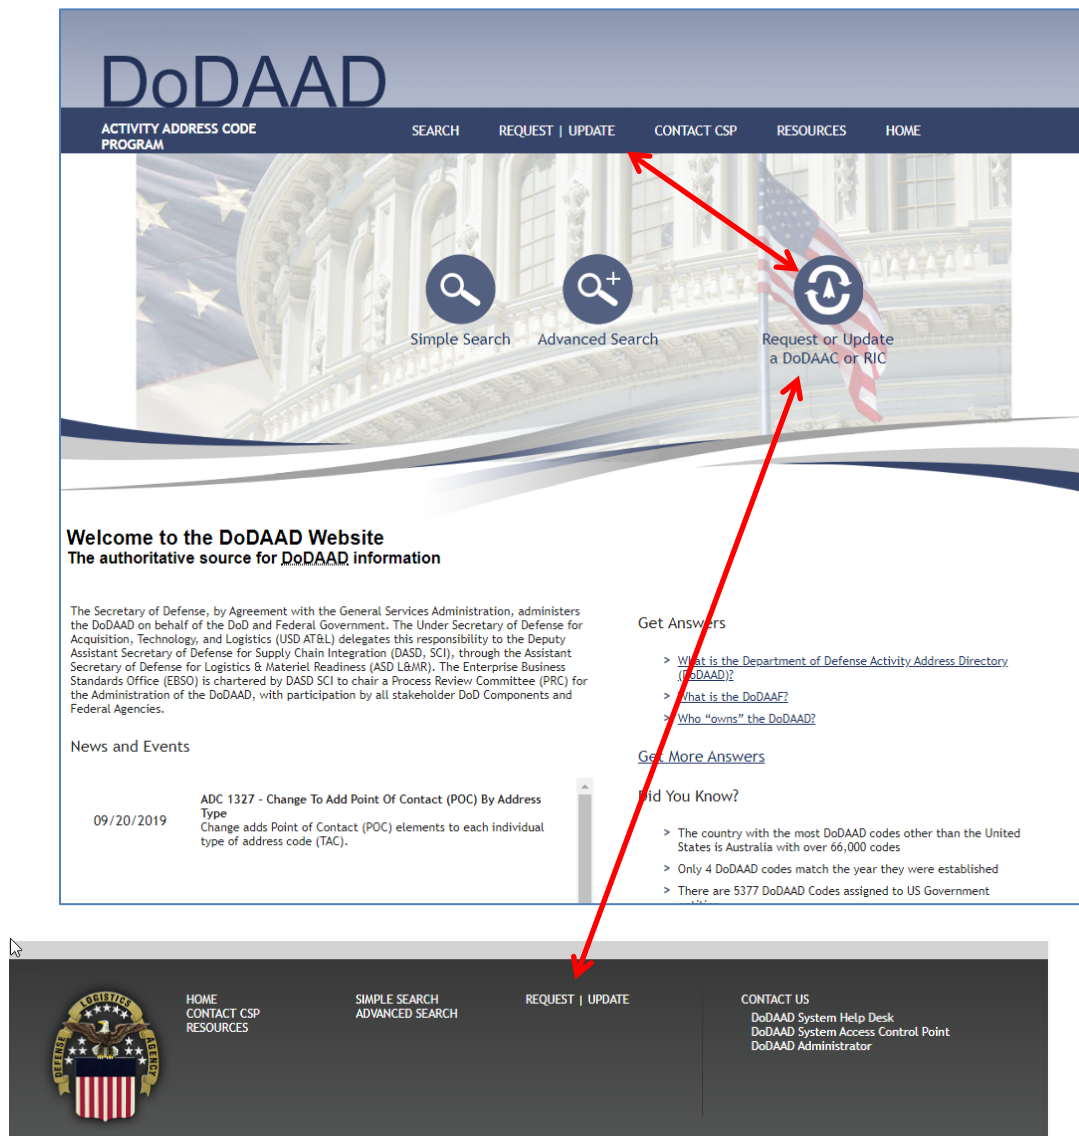 DoDAAD
ACTIVITY ADDRESS CODE
PROGRAM
SEARCH
REQUEST | UPDATE
CONTACT CSP
RESOURCES
HOME
Simple Search
Advanced Search
Request or Update
a DoDAAC or RIC
Welcome to the DoDAAD Website
The authoritative source for DoDAAD information
The Secretary of Defense, by Agreement with the General Services Administration, administers
the DoDAAD on behalf of the DoD and Federal Government. The Under Secretary of Defense for
Acquisition, Technology, and Logistics (USD AT&L) delegates this responsibility to the Deputy
Assistant Secretary of Defense for Supply Chain Integration (DASD, SCI), through the Assistant
Secretary of Defense for Logistics & Materiel Readiness (ASD L&MR). The Enterprise Business
Standards Office (EBSO) is chartered by DASD SCI to chair a Process Review Committee (PRC) for
the Administration of the DoDAAD, with participation by all stakeholder DoD Components and
Federal Agencies.
News and Events
09/20/2019
ADC 1327 - Change To Add Point Of Contact (POC) By Address
Type
Change adds Point of Contact (POC) elements to each individual
type of address code (TAC).
Get Answers
> What is the Department of Defense Activity Address Directory
(DoDAAD)?
> What is the DoDAAF?
> Who "owns" the DoDAAD?
Get More Answers
Did You Know?
> The country with the most DoDAAD codes other than the United
States is Australia with over 66,000 codes
> Only 4 DoDAAD codes match the year they were established
> There are 5377 DoDAAD Codes assigned to US Government
DEFENSE LOGISTICS AGENCY
HOME
CONTACT CSP
RESOURCES
SIMPLE SEARCH
ADVANCED SEARCH
REQUEST | UPDATE
CONTACT US
DoDAAD System Help Desk
DoDAAD System Access Control Point
DoDAAD Administrator